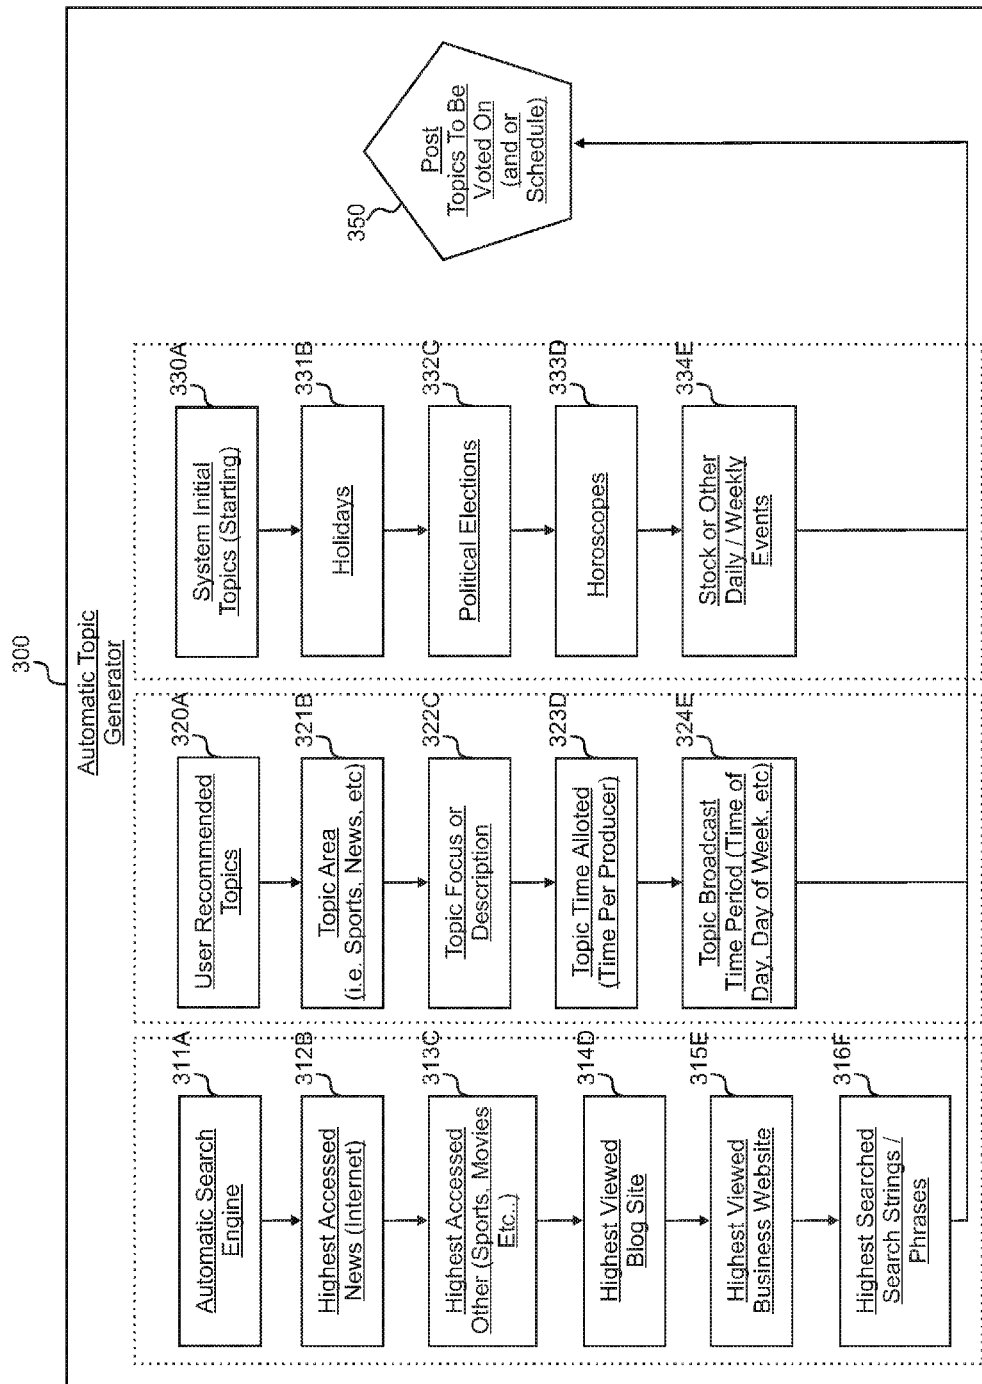 300
Automatic Topic
Generator
311A
Automatic Search
Engine
312B
Highest Accessed
News (Internet)
313C
Highest Accessed
Other (Sports, Movies
Etc..)
314D
Highest Viewed
Blog Site
315E
Highest Viewed
Business Website
316F
Highest Searched
Search Strings /
Phrases
320A
User Recommended
Topics
321B
Topic Area
(i.e. Sports, News, etc)
322C
Topic Focus or
Description
323D
Topic Time Alloted
(Time Per Producer)
324E
Topic Broadcast
Time Period (Time of
Day, Day of Week, etc)
330A
System Initial
Topics (Starting)
331B
Holidays
332C
Political Elections
333D
Horoscopes
334E
Stock or Other
Daily / Weekly
Events
350
Post
Topics To Be
Voted On
(and or
Schedule)